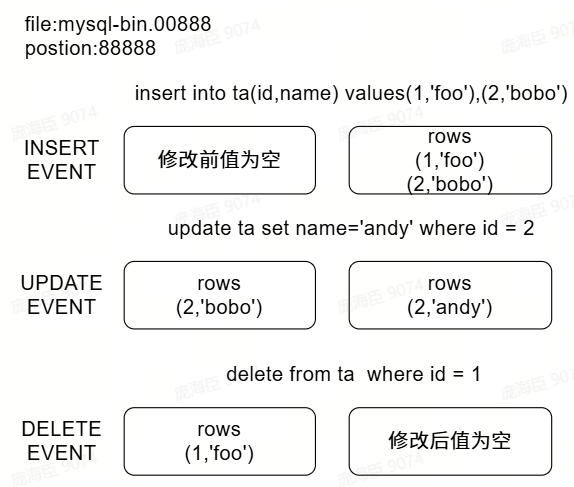 file:mysql-bin.00888
postion:88888
insert into ta(id,name) values(1,'foo'),(2,'bobo')
INSERT
EVENT
修改前值为空
rows
(1,'foo')
(2,'bobo')
update ta set name='andy' where id = 2
UPDATE
EVENT
rows
(2,'bobo')
rows
(2,'andy')
delete from ta  where id = 1
DELETE
EVENT
rows
(1,'foo')
修改后值为空
庞海臣 9074